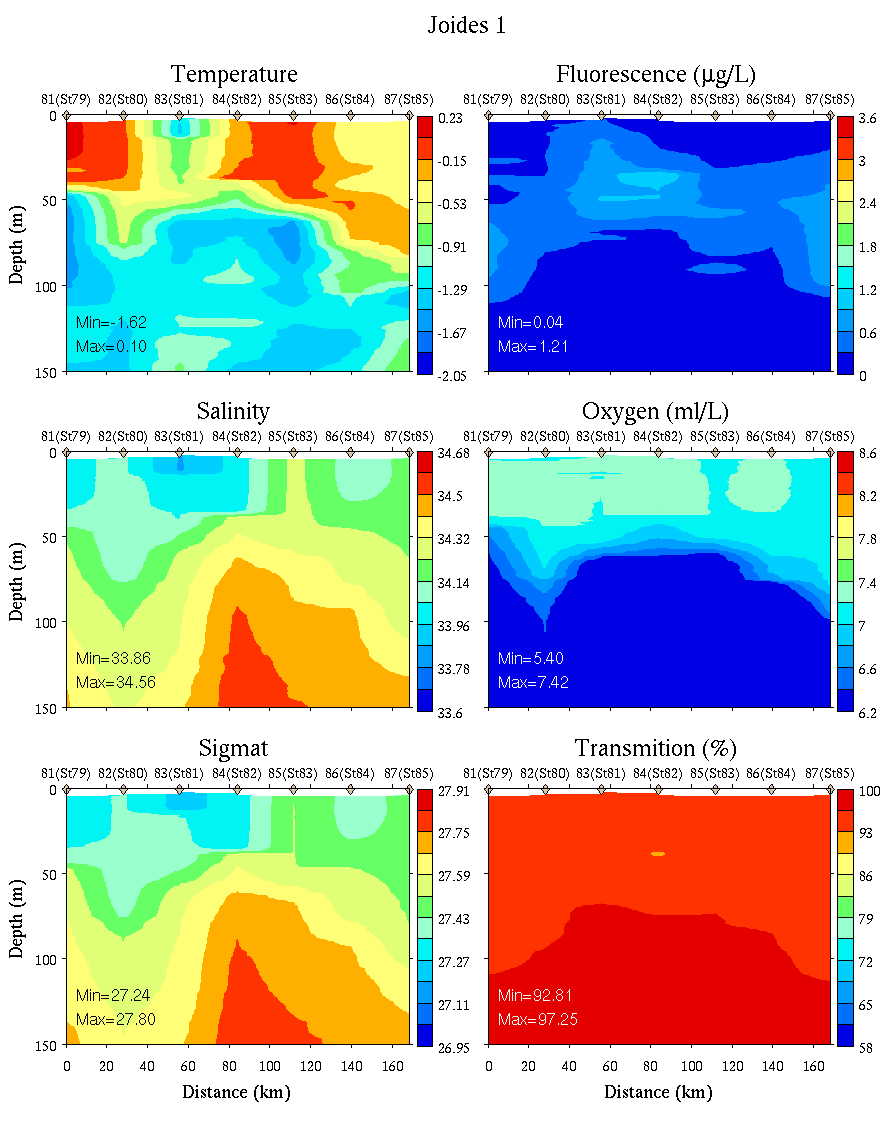 Joides 1
Temperature Fluorescence (µg/L)
81(St79) 82(St80) 83(St81) 84(St82) 85(St83) 86(St84) 87(St85) 81(St79) 82(St80) 83(St81) 84(St82) 85(St83) 86(St84) 87(St85)
0 0.23 3.6
-0.15 3
50 -0.53 2.4
Depth (m) -0.91 1.8
100 -1.29 1.2
Min=-1.62 -1.67 Min=0.04 0.6
Max=0.10 Max=1.21
150 -2.05 0
Salinity Oxygen (ml/L)
81(St79) 82(St80) 83(St81) 84(St82) 85(St83) 86(St84) 87(St85) 81(St79) 82(St80) 83(St81) 84(St82) 85(St83) 86(St84) 87(St85)
0 34.68 8.6
34.5 8.2
50 34.32 7.8
Depth (m) 34.14 7.4
100 33.96 7
Min=33.86 33.78 Min=5.40 6.6
Max=34.56 Max=7.42
150 33.6 6.2
Sigmat Transmition (%)
81(St79) 82(St80) 83(St81) 84(St82) 85(St83) 86(St84) 87(St85) 81(St79) 82(St80) 83(St81) 84(St82) 85(St83) 86(St84) 87(St85)
0 27.91 100
27.75 93
50 27.59 86
Depth (m) 27.43 79
100 27.27 72
Min=27.24 27.11 Min=92.81 65
Max=27.80 Max=97.25
150 26.95 58
0 20 40 60 80 100 120 140 160 0 20 40 60 80 100 120 140 160
Distance (km) Distance (km)